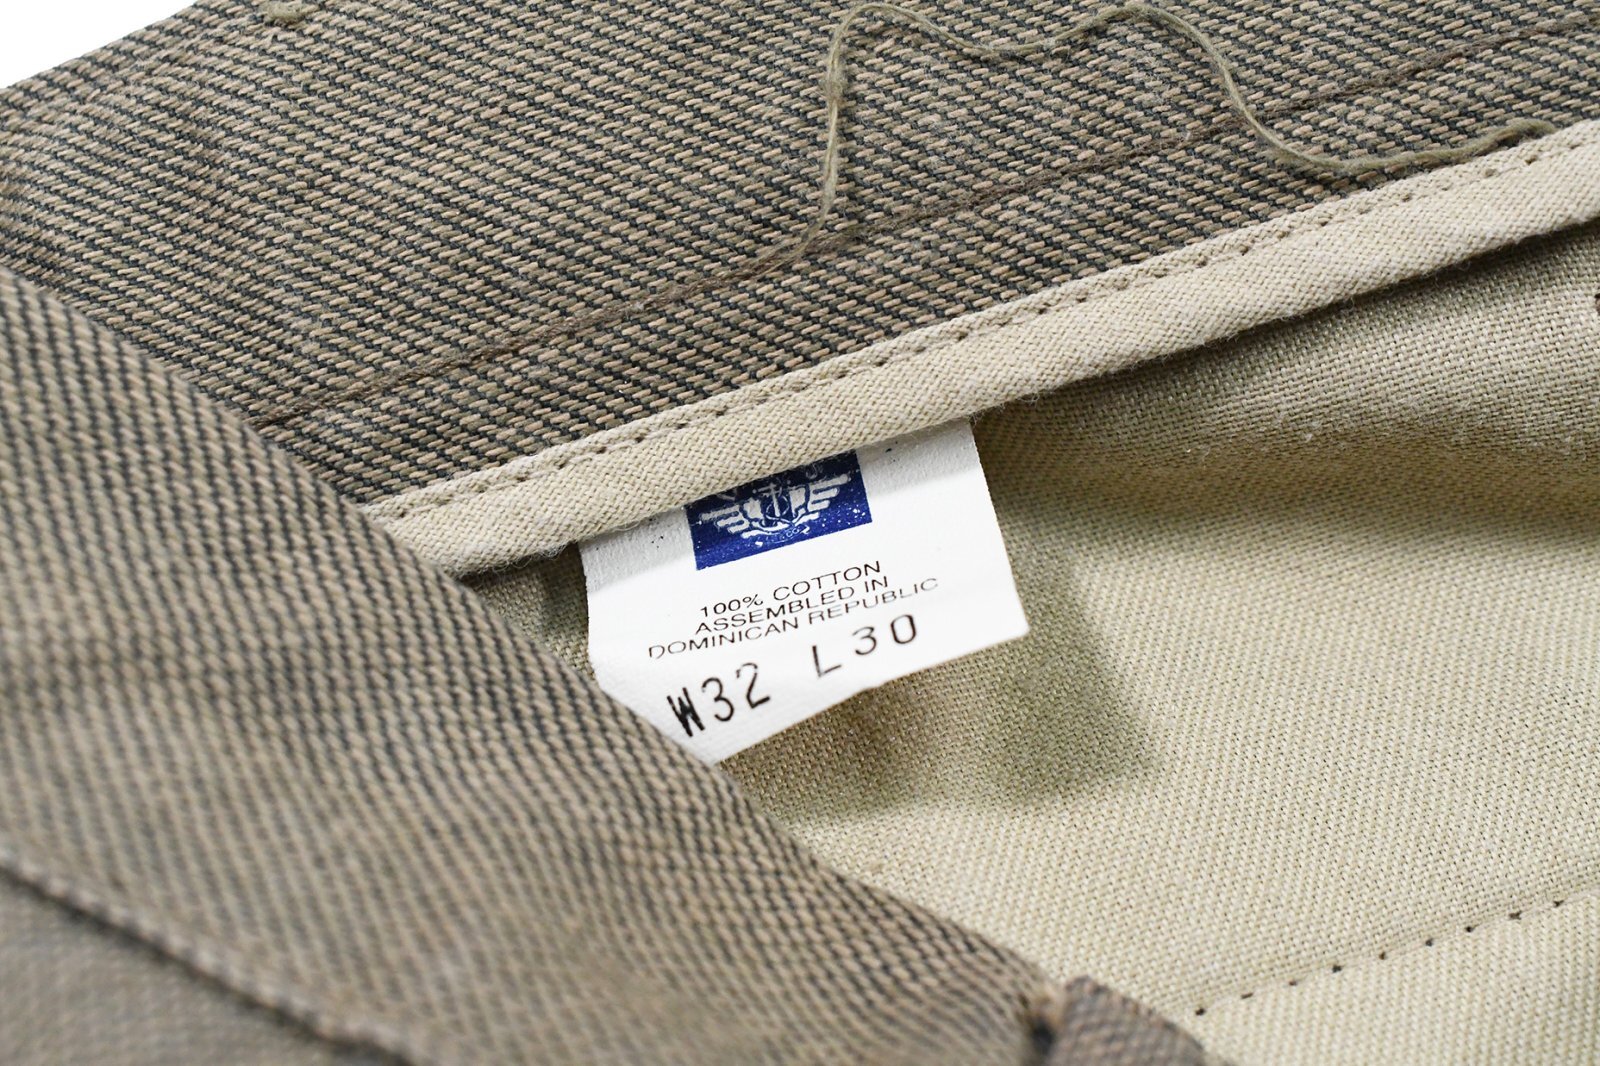 100% COTTON
ASSEMBLED IN
DOMINICAN REPUBLIC
W32 L30